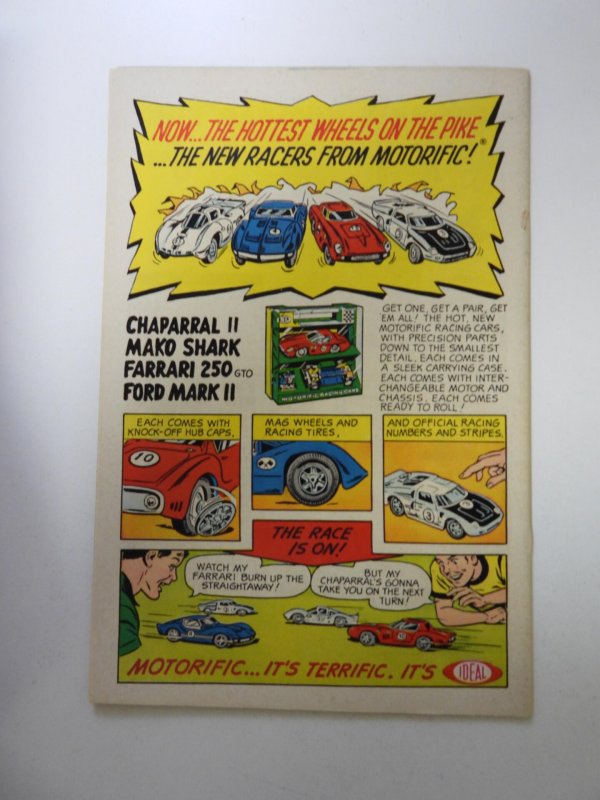 NOW...THE HOTTEST WHEELS ON THE PIKE
...THE NEW RACERS FROM MOTORIFIC!®
CHAPARRAL II
MAKO SHARK
FARRARI 250 GTO
FORD MARK II
MOTORIFIC RACING CARS
GET ONE, GET A PAIR, GET
'EM ALL! THE HOT, NEW
MOTORIFIC RACING CARS,
WITH PRECISION PARTS
DOWN TO THE SMALLEST
DETAIL. EACH COMES IN
A SLEEK CARRYING CASE.
EACH COMES WITH INTER-
CHANGEABLE MOTOR AND
CHASSIS. EACH COMES
READY TO ROLL!
EACH COMES WITH
KNOCK-OFF HUB CAPS,
10
MAG WHEELS AND
RACING TIRES,
AND OFFICIAL RACING
NUMBERS AND STRIPES.
3
THE RACE
IS ON!
WATCH MY
FARRARI BURN UP THE
STRAIGHTAWAY!
BUT MY
CHAPARRAL'S GONNA
TAKE YOU ON THE NEXT
TURN!
MOTORIFIC... IT'S TERRIFIC. IT'S
IDEAL